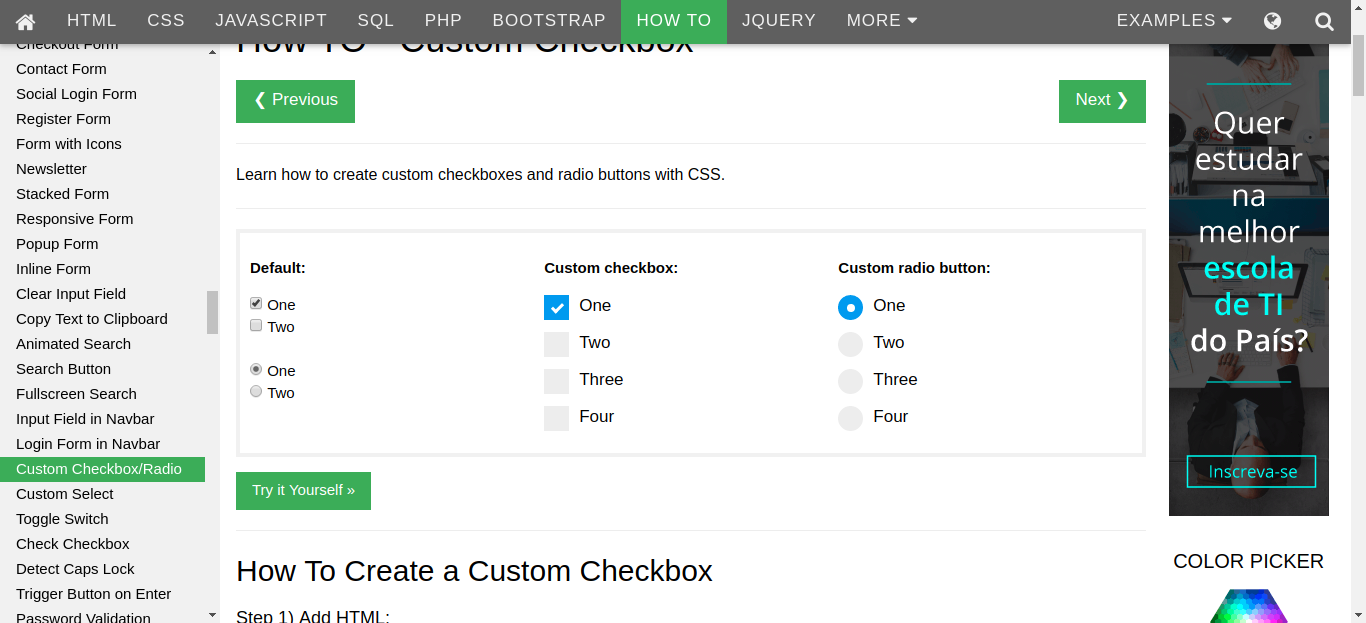 HTML CSS JAVASCRIPT SQL PHP BOOTSTRAP HOW TO JQUERY MORE EXAMPLES
Checkout Form
Contact Form
Social Login Form
Register Form
Form with Icons
Newsletter
Stacked Form
Responsive Form
Popup Form
Inline Form
Clear Input Field
Copy Text to Clipboard
Animated Search
Search Button
Fullscreen Search
Input Field in Navbar
Login Form in Navbar
Custom Checkbox/Radio
Custom Select
Toggle Switch
Check Checkbox
Detect Caps Lock
Trigger Button on Enter
Password Validation
How TO - Custom Checkbox
❮ Previous
Next ❯
Learn how to create custom checkboxes and radio buttons with CSS.
Default:
One
Two
One
Two
Custom checkbox:
One
Two
Three
Four
Custom radio button:
One
Two
Three
Four
Try it Yourself »
How To Create a Custom Checkbox
Step 1) Add HTML:
Quer
estudar
na
melhor
escola
de TI
do País?
Inscreva-se
COLOR PICKER